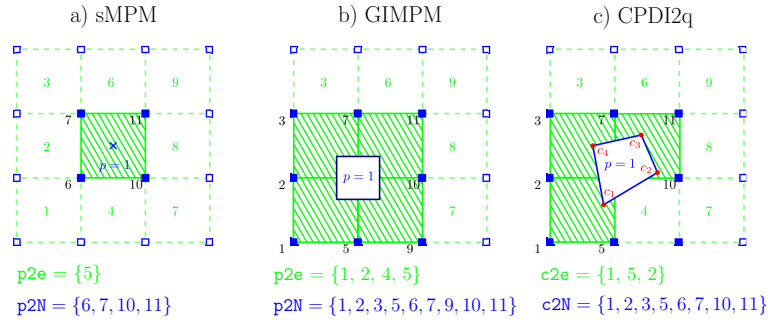 a) sMPM
3 6 9
7 11
2 8
p = 1
6 10
1 4 7
p2e = {5}
p2N = {6, 7, 10, 11}
b) GIMPM
3 6 9
3 7 11
8
p = 1
2 10
7
1 5 9
p2e = {1, 2, 4, 5}
p2N = {1, 2, 3, 5, 6, 7, 9, 10, 11}
c) CPDI2q
3 6 9
3 7 11
c₃
c₄ 8
p = 1 c₂
2 10
c₁
4 7
1 5
c2e = {1, 5, 2}
c2N = {1, 2, 3, 5, 6, 7, 10, 11}